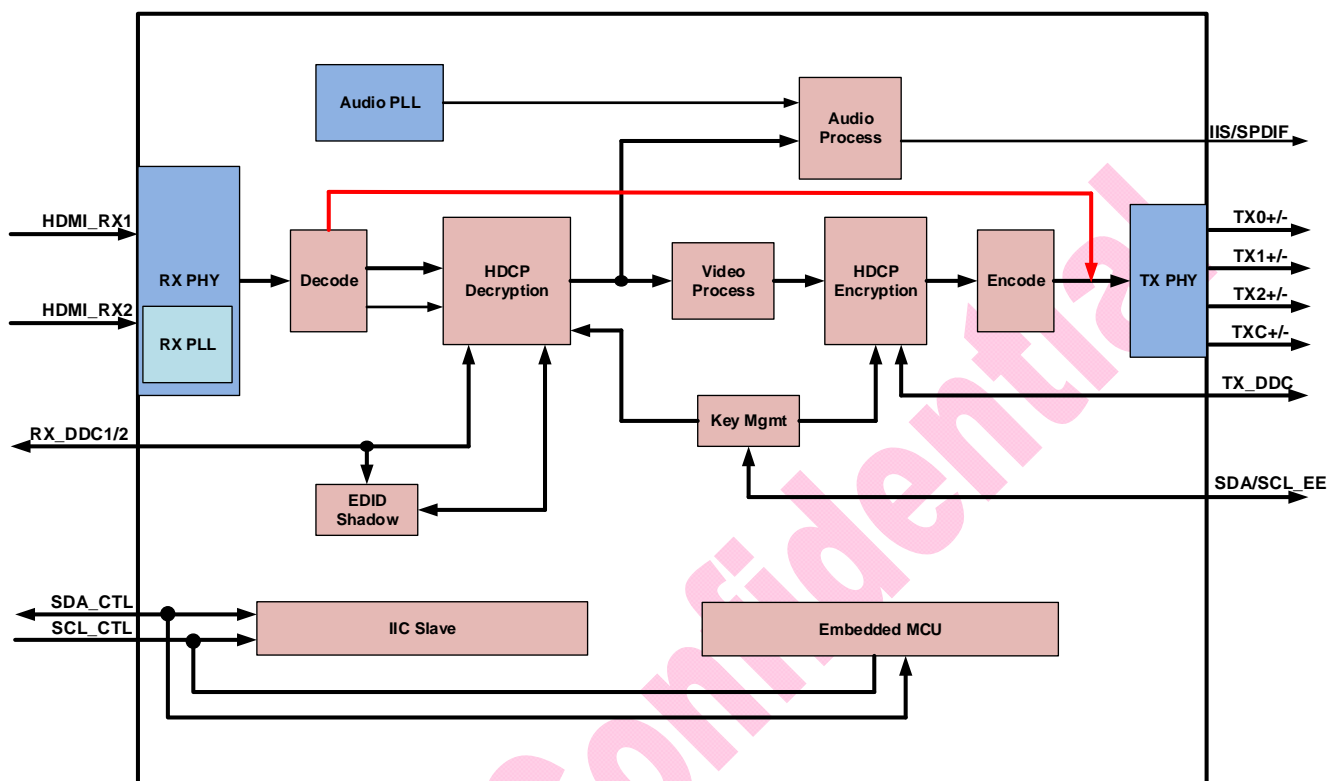 Audio PLL
Audio
Process
IIS/SPDIF
HDMI_RX1
HDMI_RX2
RX PHY
RX PLL
Decode
HDCP
Decryption
Video
Process
HDCP
Encryption
Encode
TX PHY
TX0+/-
TX1+/-
TX2+/-
TXC+/-
TX_DDC
Key Mgmt
RX_DDC1/2
EDID
Shadow
SDA/SCL_EE
SDA_CTL
SCL_CTL
IIC Slave
Embedded MCU
Confidential